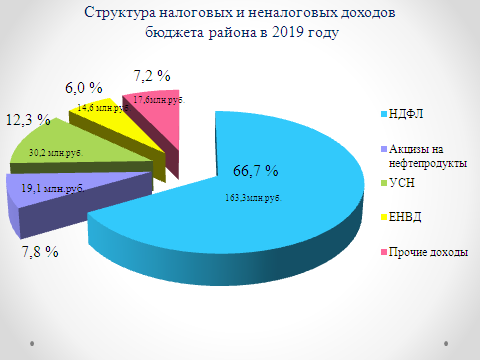 Структура налоговых и неналоговых доходов
бюджета района в 2019 году
7,2 %
6,0 %
17,6млн.руб.
14,6 млн.руб.
12,3 %
30,2 млн.руб.
19,1 млн.руб.
7,8 %
66,7 %
163,3млн.руб.
НДФЛ
Акцизы на
нефтепродукты
УСН
ЕНВД
Прочие доходы